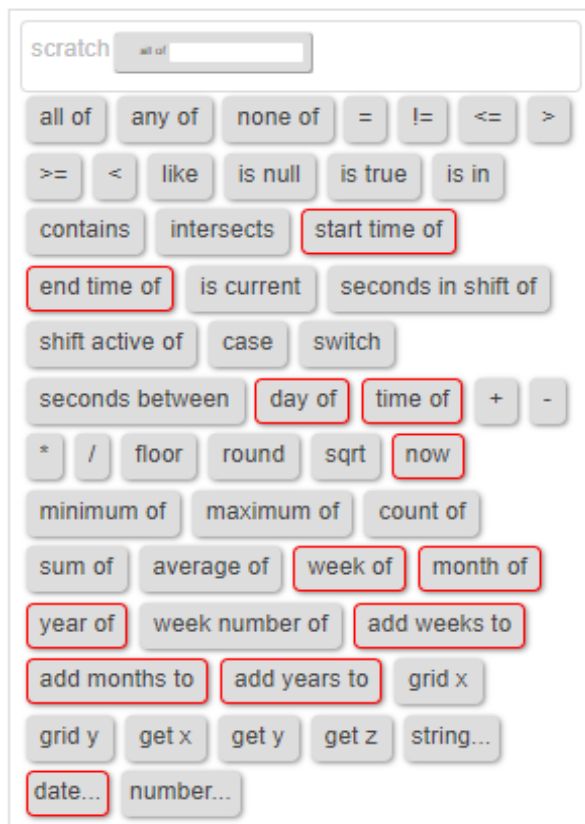 scratch all of
all of any of none of = != <= >
>= < like is null is true is in
contains intersects start time of
end time of is current seconds in shift of
shift active of case switch
seconds between day of time of + -
* / floor round sqrt now
minimum of maximum of count of
sum of average of week of month of
year of week number of add weeks to
add months to add years to grid x
grid y get x get y get z string...
date... number...